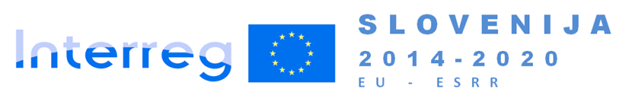 Interreg
SLOVENIJA
2014-2020
EU - ESRR